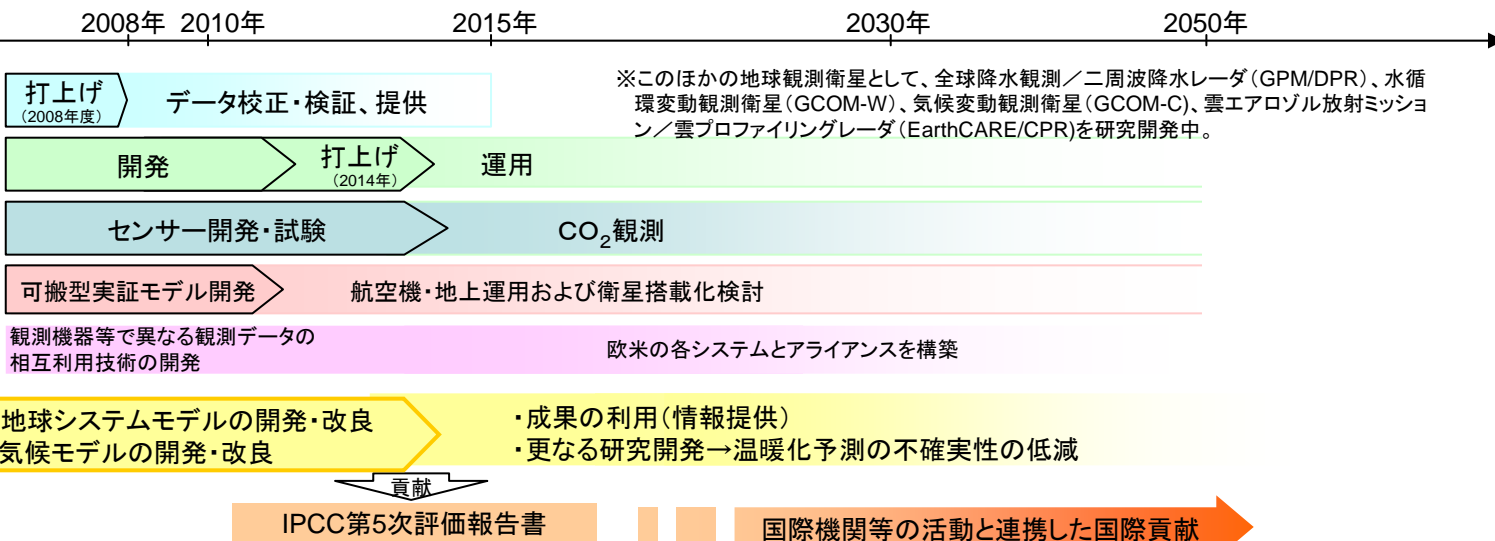 2008年 2010年 2015年 2030年 2050年
※このほかの地球観測衛星として、全球降水観測／二周波降水レーダ（GPM/DPR）、水循
環変動観測衛星（GCOM-W）、気候変動観測衛星（GCOM-C)、雲エアロゾル放射ミッショ
ン／雲プロファイリングレーダ（EarthCARE/CPR)を研究開発中。
打上げ
（2008年度）
データ校正・検証、提供
開発
打上げ
（2014年）
運用
センサー開発・試験
CO2観測
可搬型実証モデル開発
航空機・地上運用および衛星搭載化検討
観測機器等で異なる観測データの
相互利用技術の開発
欧米の各システムとアライアンスを構築
地球システムモデルの開発・改良
気候モデルの開発・改良
・成果の利用（情報提供）
・更なる研究開発→温暖化予測の不確実性の低減
貢献
IPCC第5次評価報告書
国際機関等の活動と連携した国際貢献